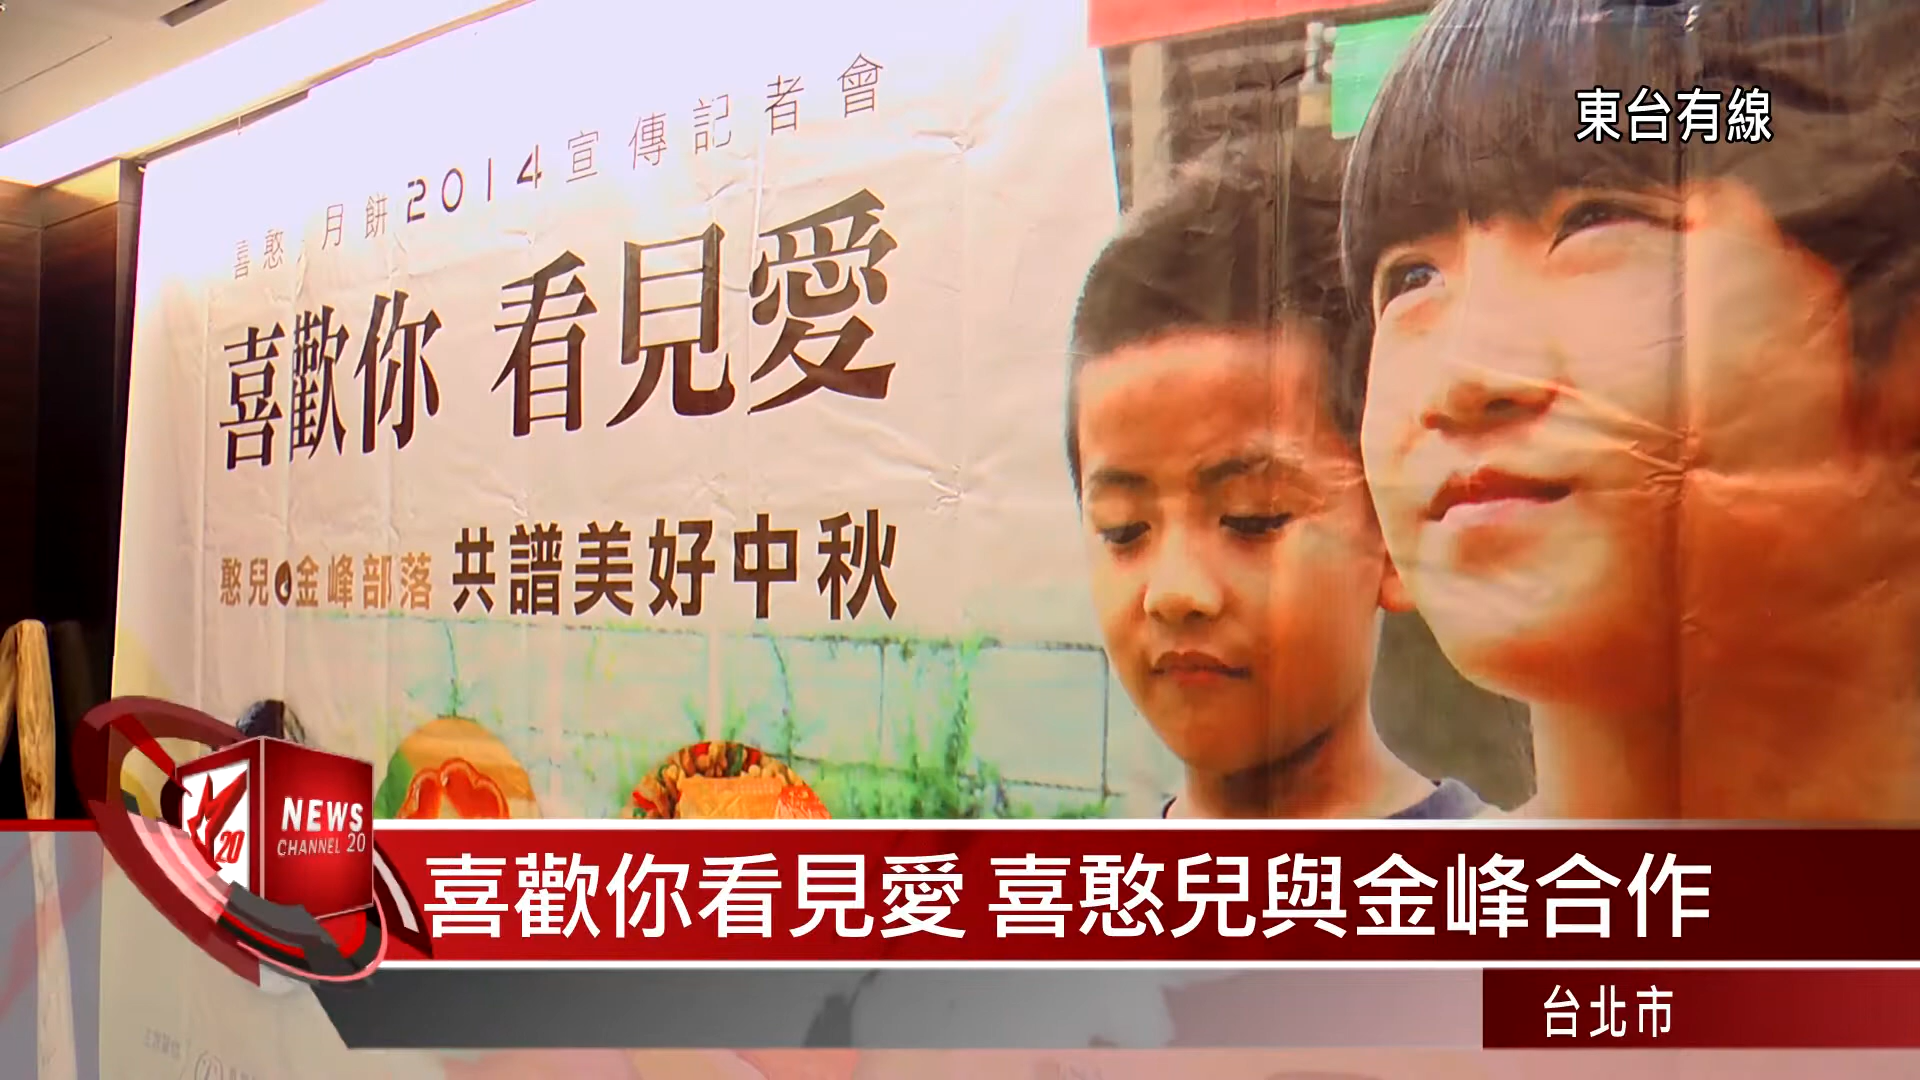 東台有線
喜憨 月餅2014宣傳記者會
喜歡你 看見愛
憨兒 金峰部落 共譜美好中秋
20
NEWS
CHANNEL 20
喜歡你看見愛 喜憨兒與金峰合作
台北市